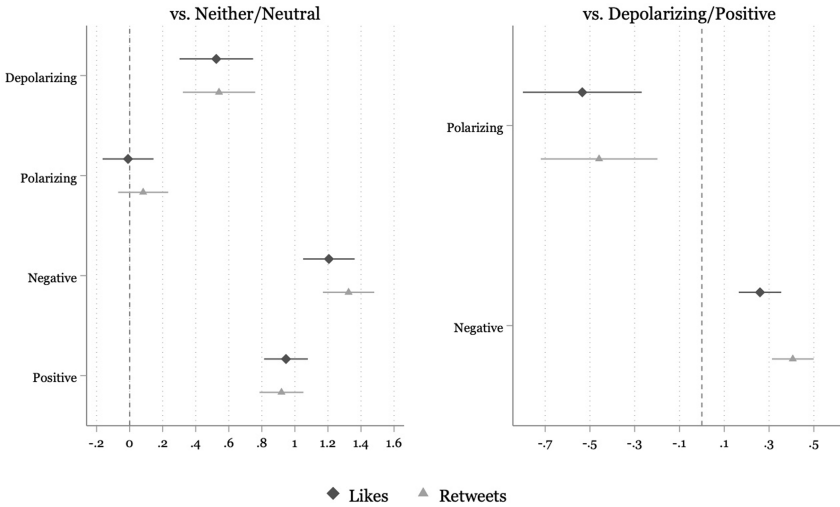 vs. Neither/Neutral
Depolarizing
Polarizing
Negative
Positive
-.2 0 .2 .4 .6 .8 1 1.2 1.4 1.6
vs. Depolarizing/Positive
Polarizing
Negative
-.7 -.5 -.3 -.1 .1 .3 .5
Likes Retweets